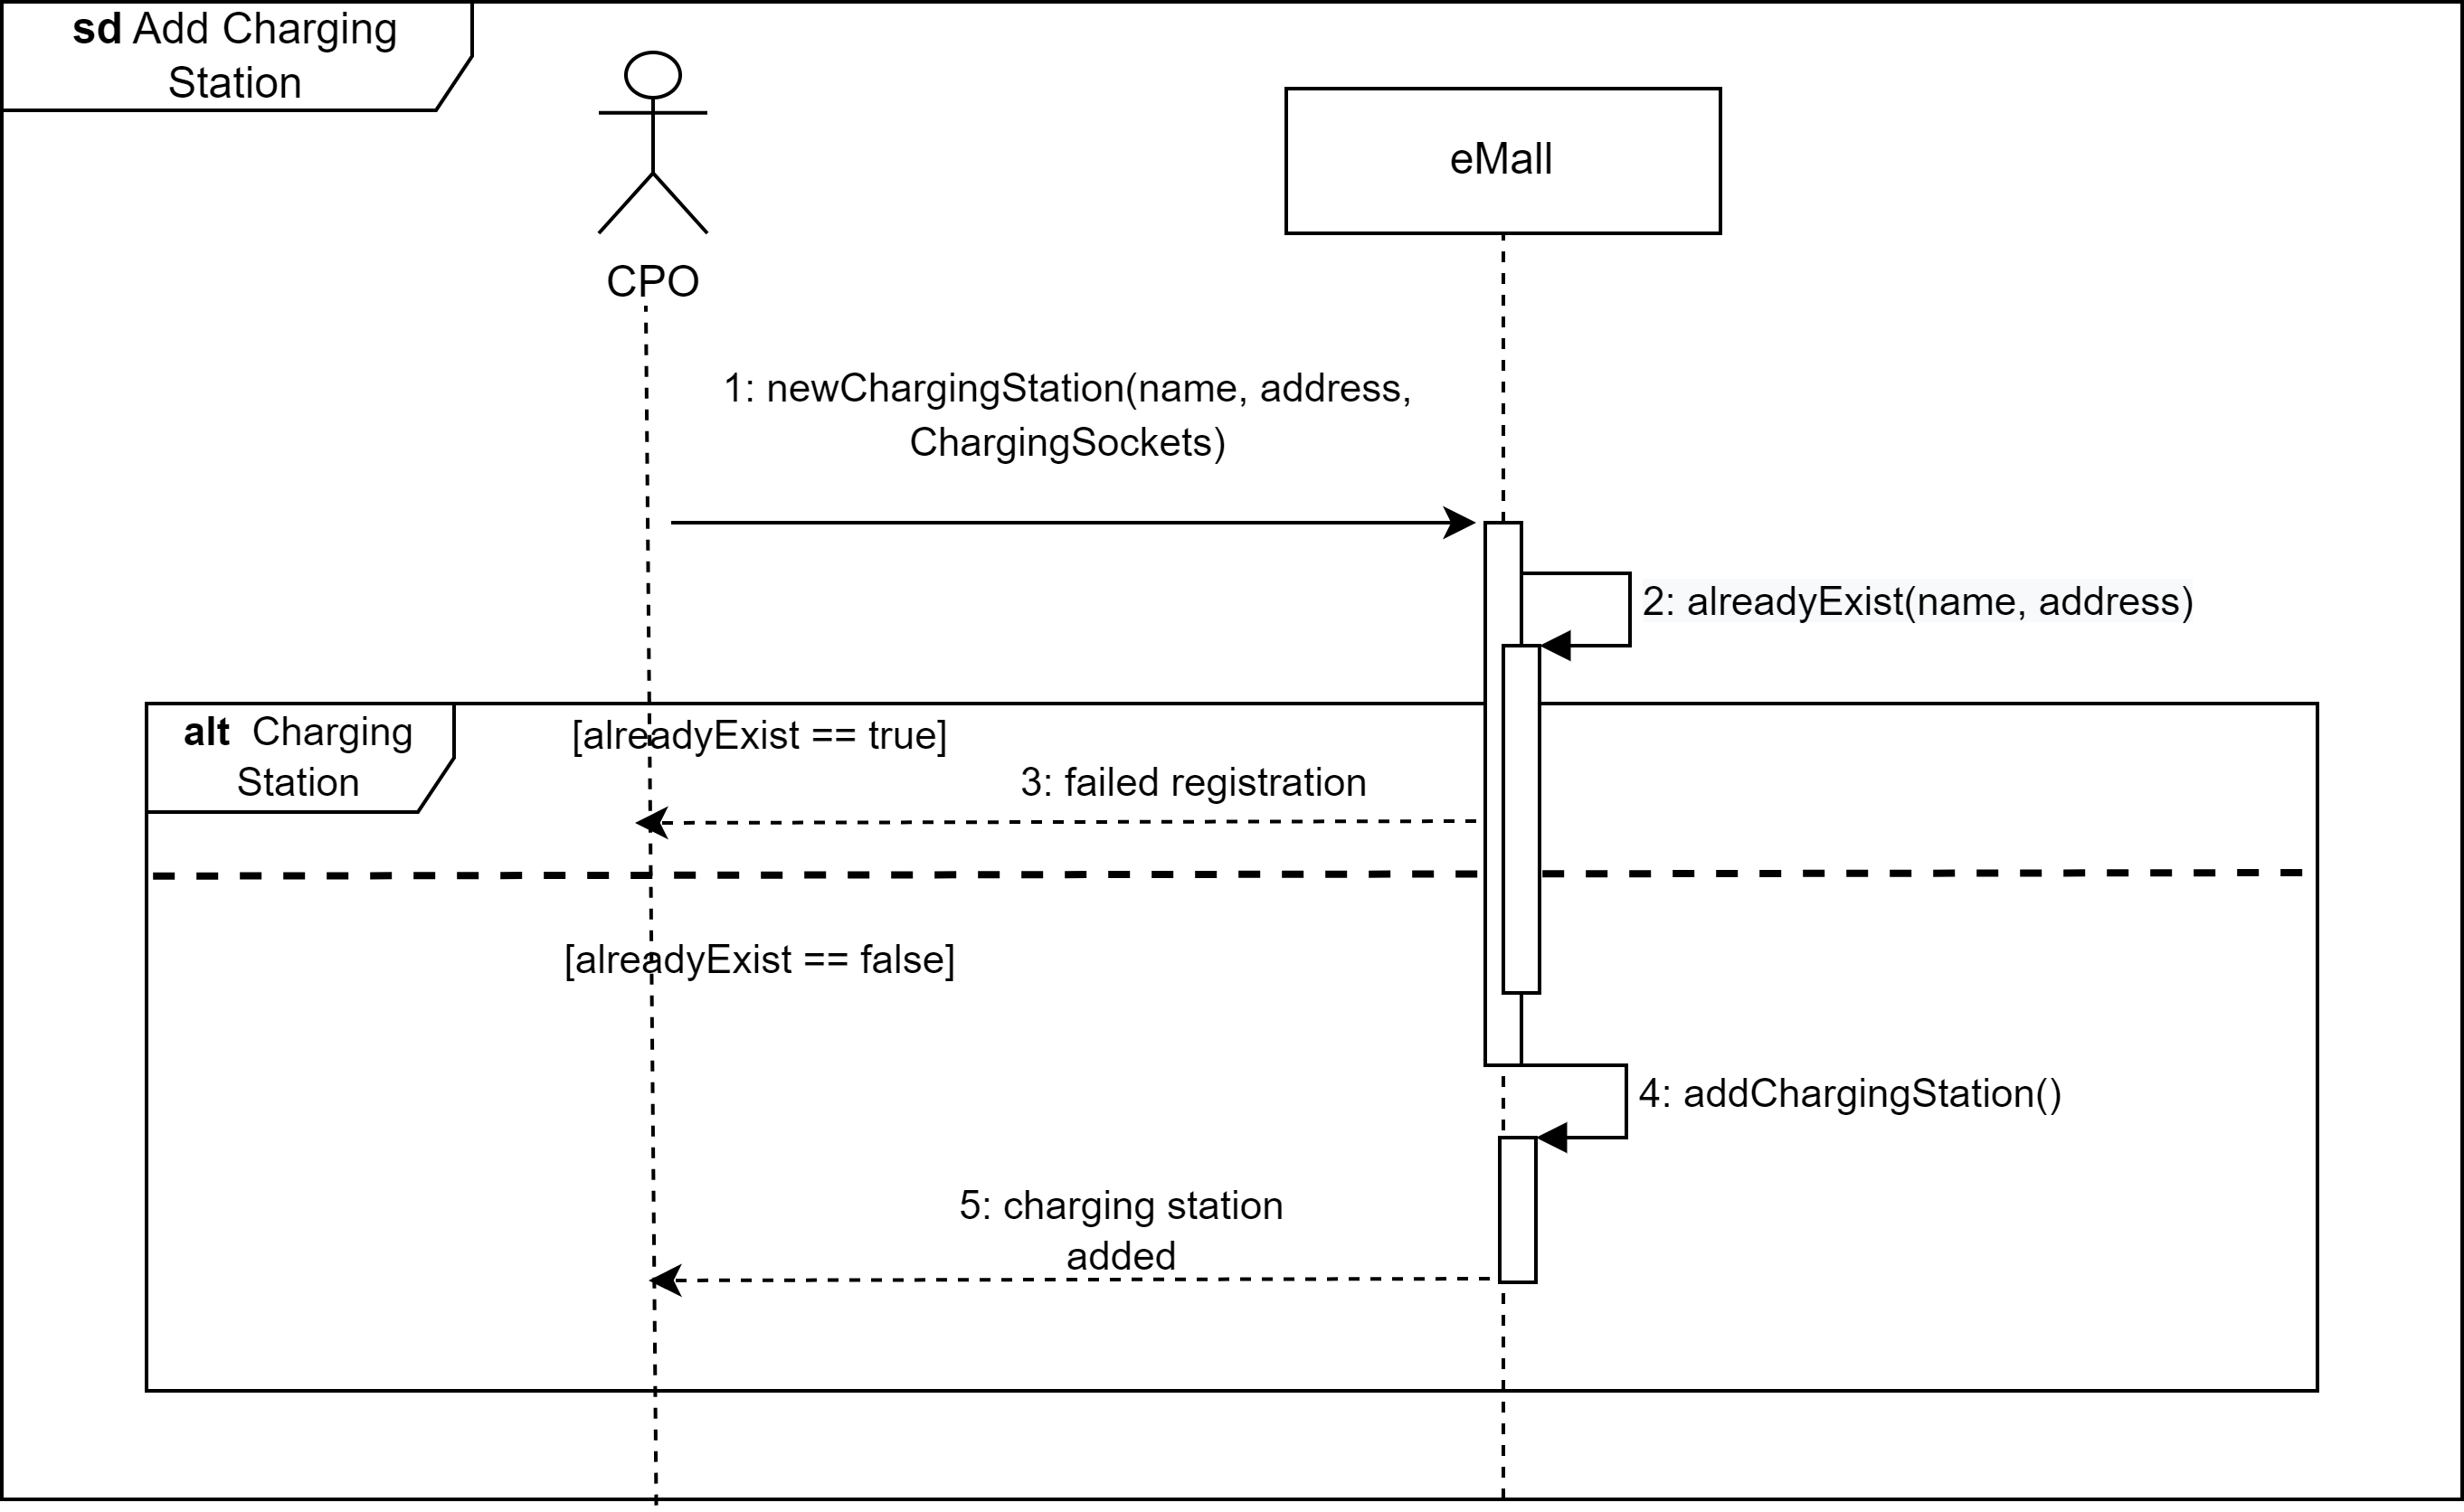 sd Add Charging
Station
CPO
eMall
1: newChargingStation(name, address,
ChargingSockets)
2: alreadyExist(name, address)
alt  Charging
Station
[alreadyExist == true]
3: failed registration
[alreadyExist == false]
4: addChargingStation()
5: charging station
added